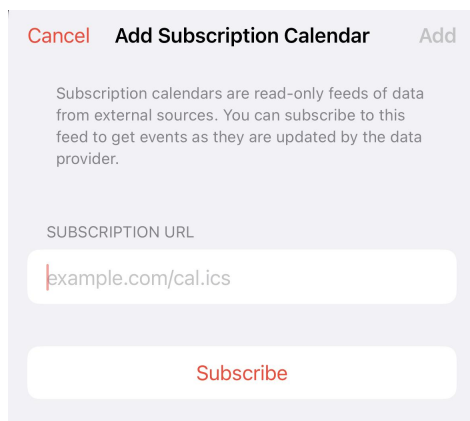 Cancel Add Subscription Calendar Add
Subscription calendars are read-only feeds of data
from external sources. You can subscribe to this
feed to get events as they are updated by the data
provider.
SUBSCRIPTION URL
example.com/cal.ics
Subscribe